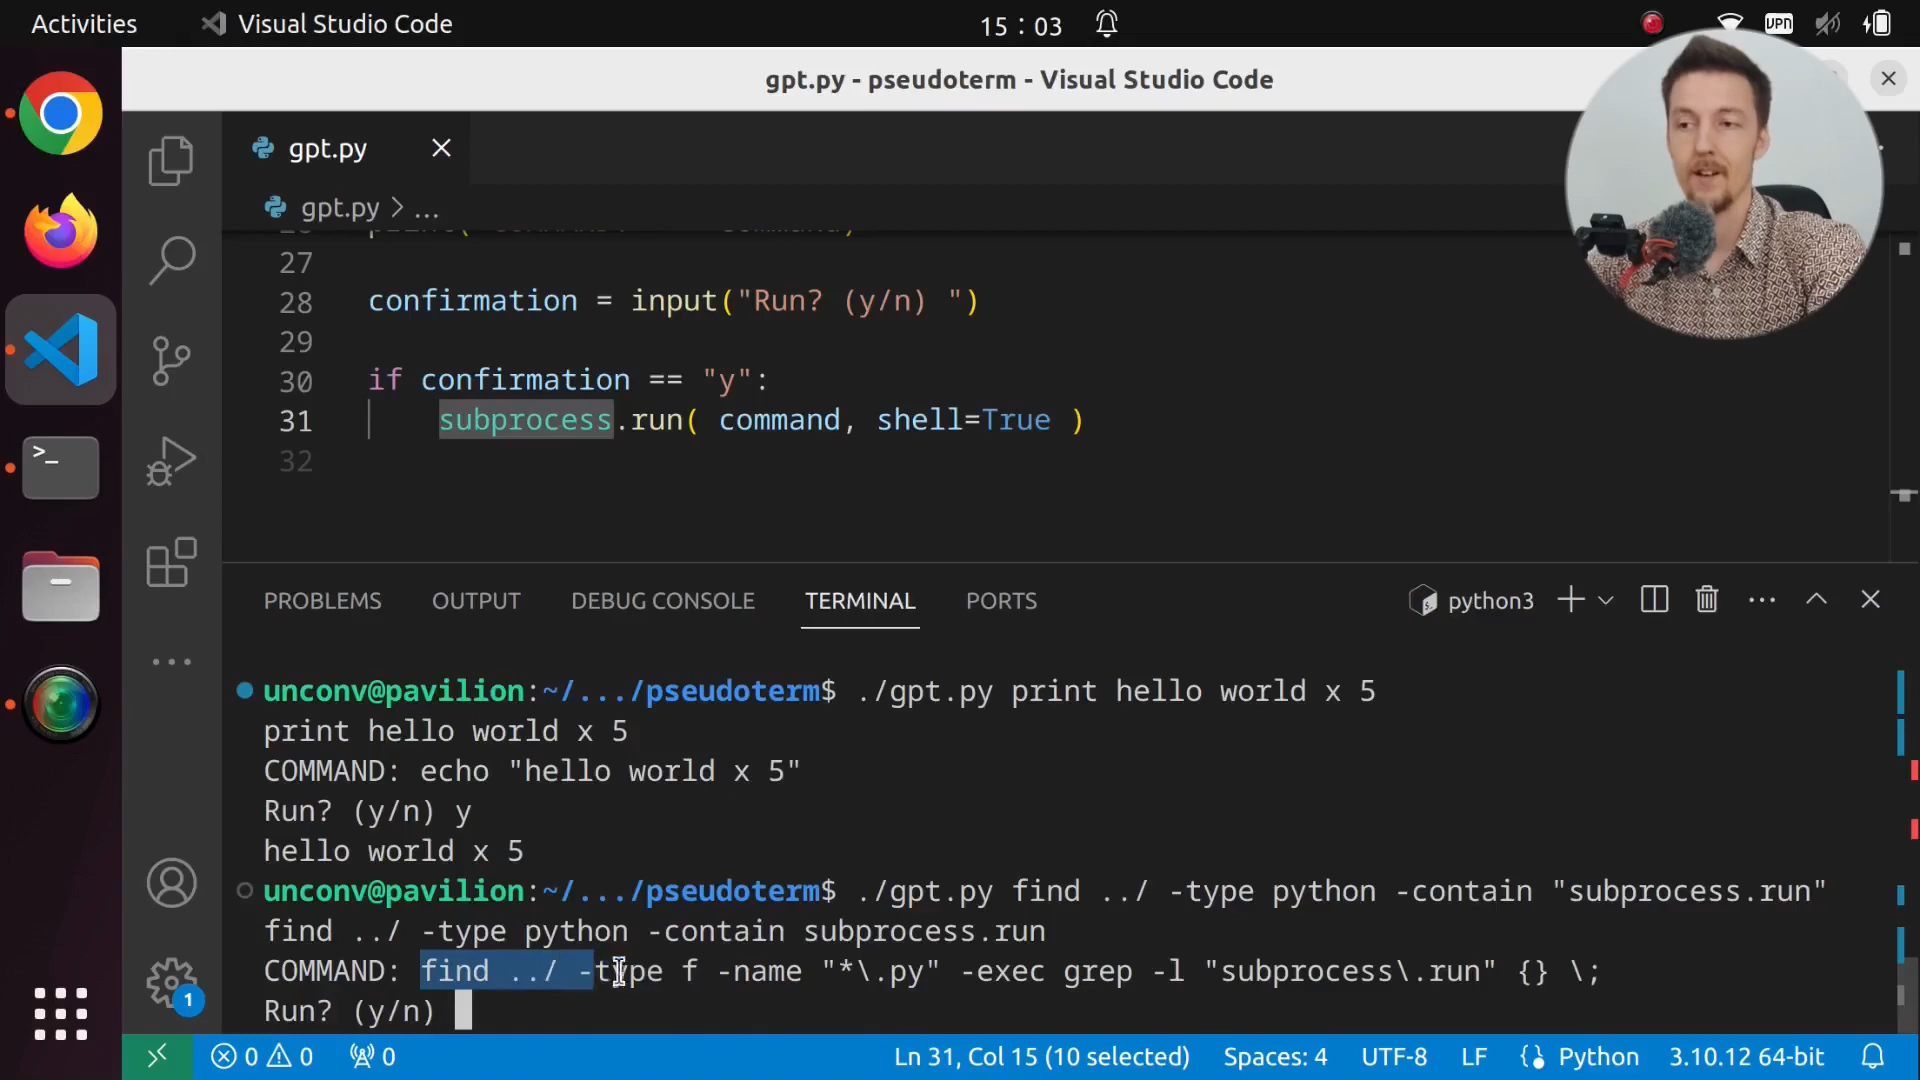 Activities
Visual Studio Code
15 : 03
VPN
gpt.py - pseudoterm - Visual Studio Code
gpt.py
gpt.py > ...
27
28 confirmation = input("Run? (y/n) ")
29
30 if confirmation == "y":
31 subprocess.run( command, shell=True )
32
PROBLEMS OUTPUT DEBUG CONSOLE TERMINAL PORTS
python3
unconv@pavilion:~/.../pseudoterm$ ./gpt.py print hello world x 5
print hello world x 5
COMMAND: echo "hello world x 5"
Run? (y/n) y
hello world x 5
unconv@pavilion:~/.../pseudoterm$ ./gpt.py find ../ -type python -contain "subprocess.run"
find ../ -type python -contain subprocess.run
COMMAND: find ../ -type f -name "*\.py" -exec grep -l "subprocess\.run" {} \;
Run? (y/n)
1
0 0 0
Ln 31, Col 15 (10 selected) Spaces: 4 UTF-8 LF Python 3.10.12 64-bit